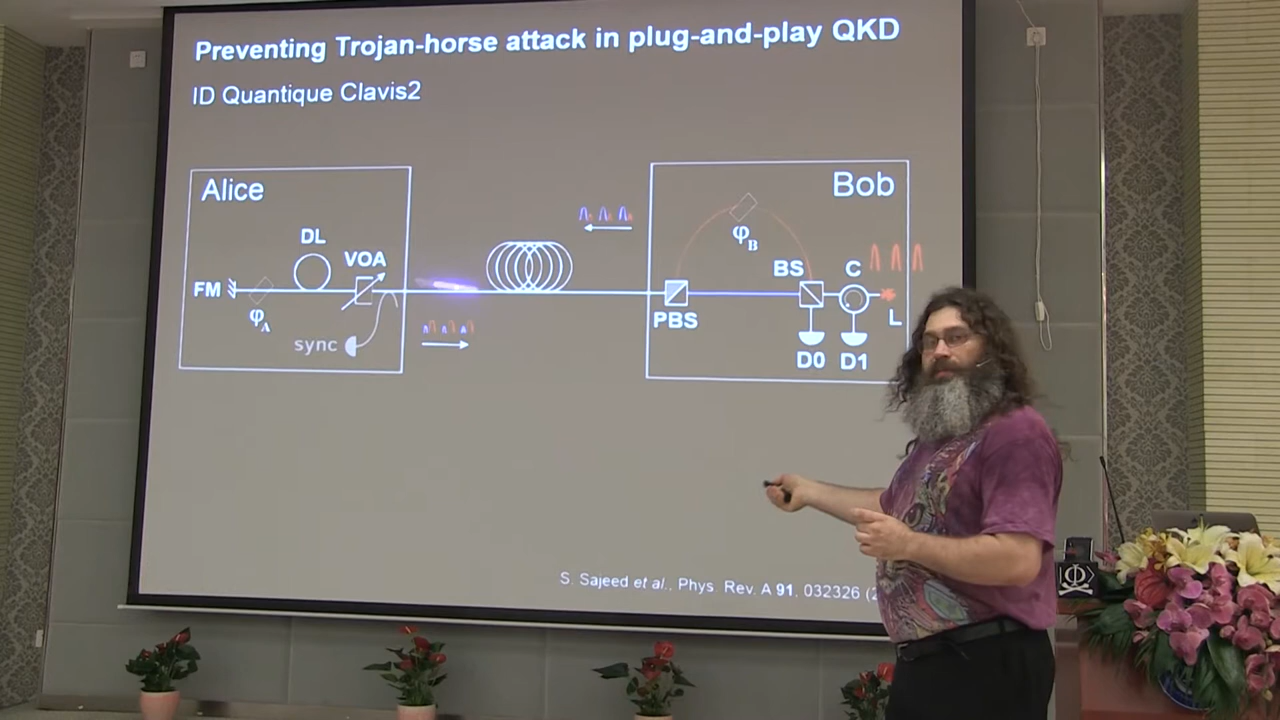 Preventing Trojan-horse attack in plug-and-play QKD
ID Quantique Clavis2
Alice
DL
VOA
FM
φA
sync
Bob
φB
BS
C
PBS
L
D0
D1
S. Sajeed et al., Phys. Rev. A 91, 032326 (2